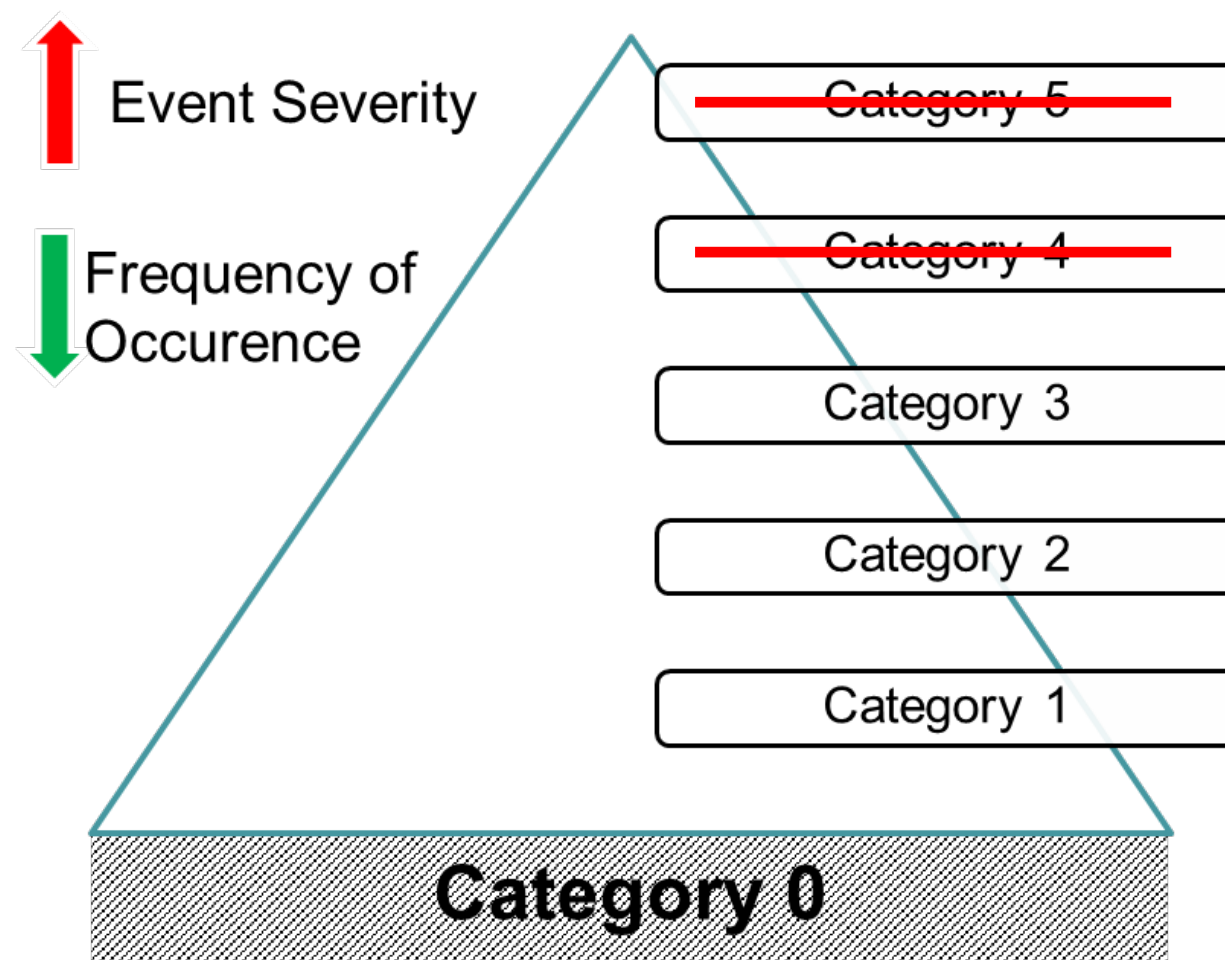 Event Severity
Frequency of
Occurence
Category 5
Category 4
Category 3
Category 2
Category 1
Category 0